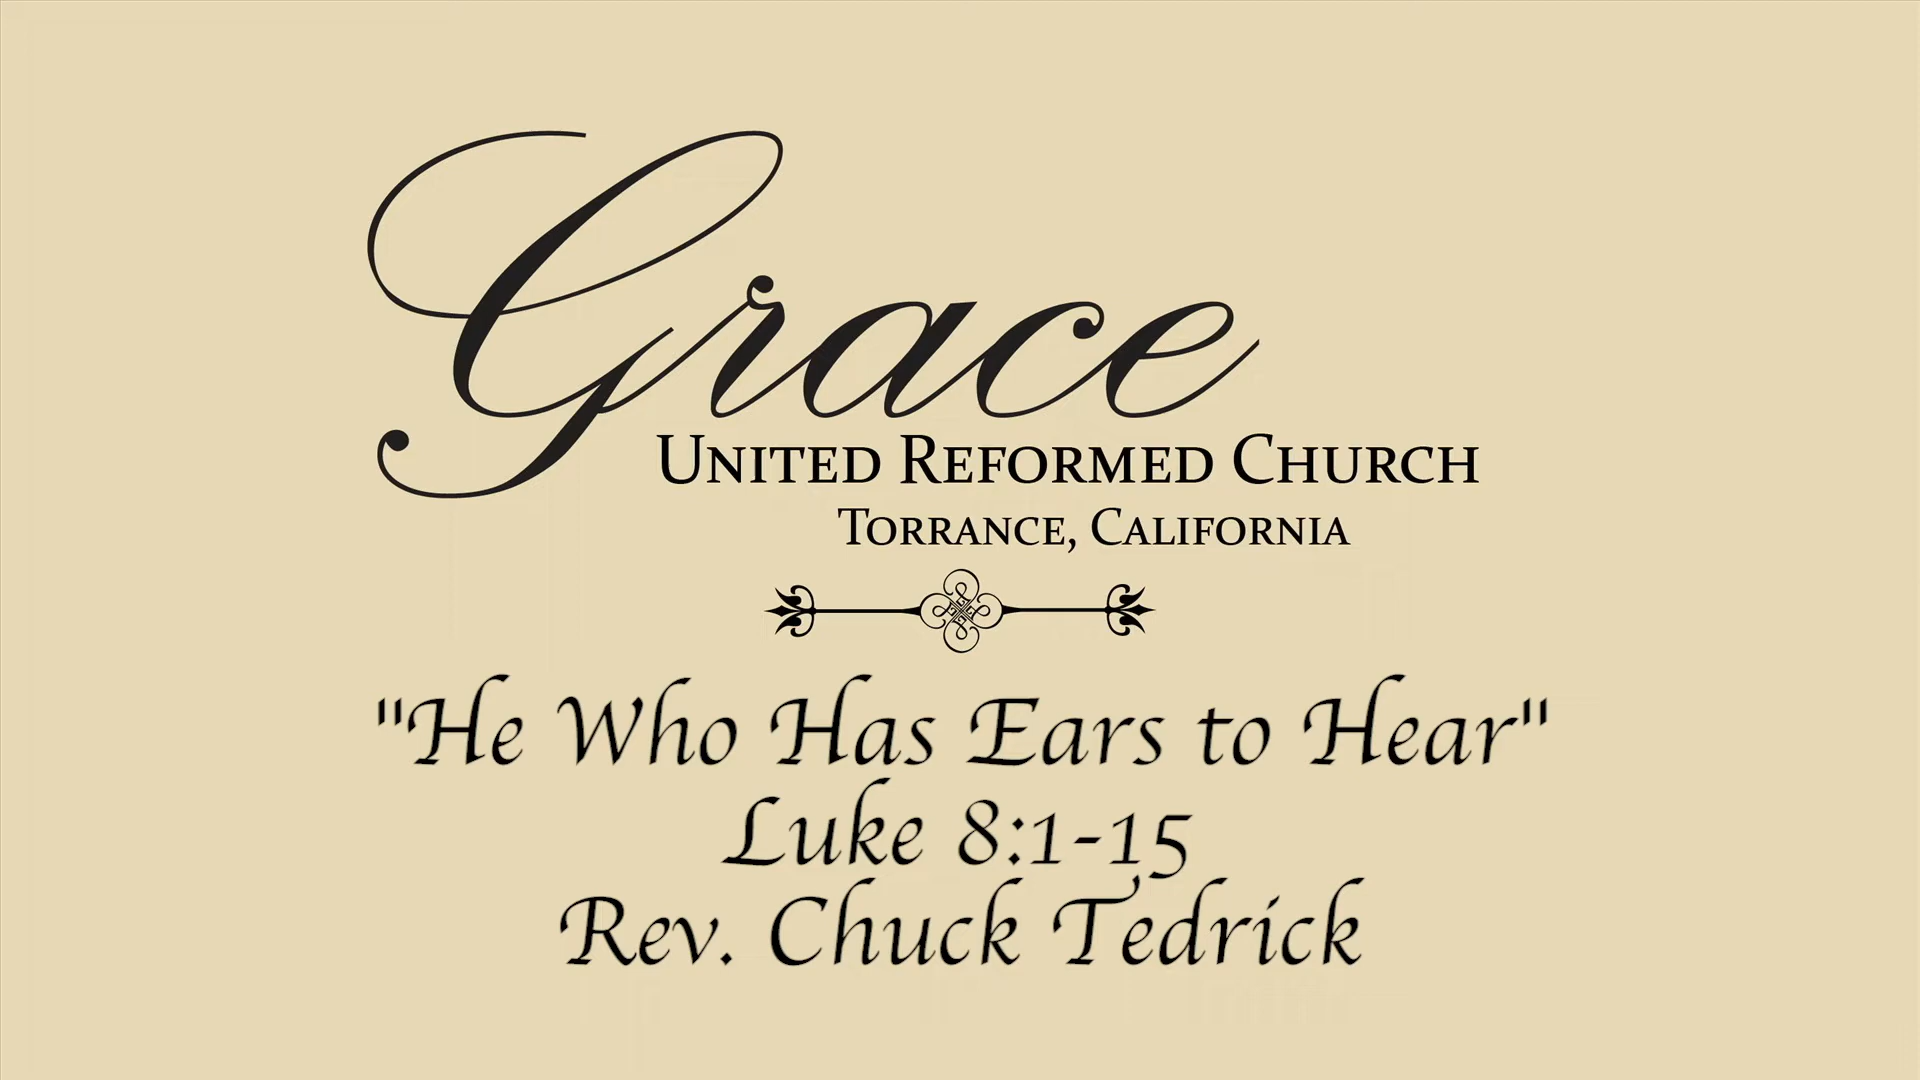 Grace
United Reformed Church
Torrance, California
"He Who Has Ears to Hear"
Luke 8:1-15
Rev. Chuck Tedrick